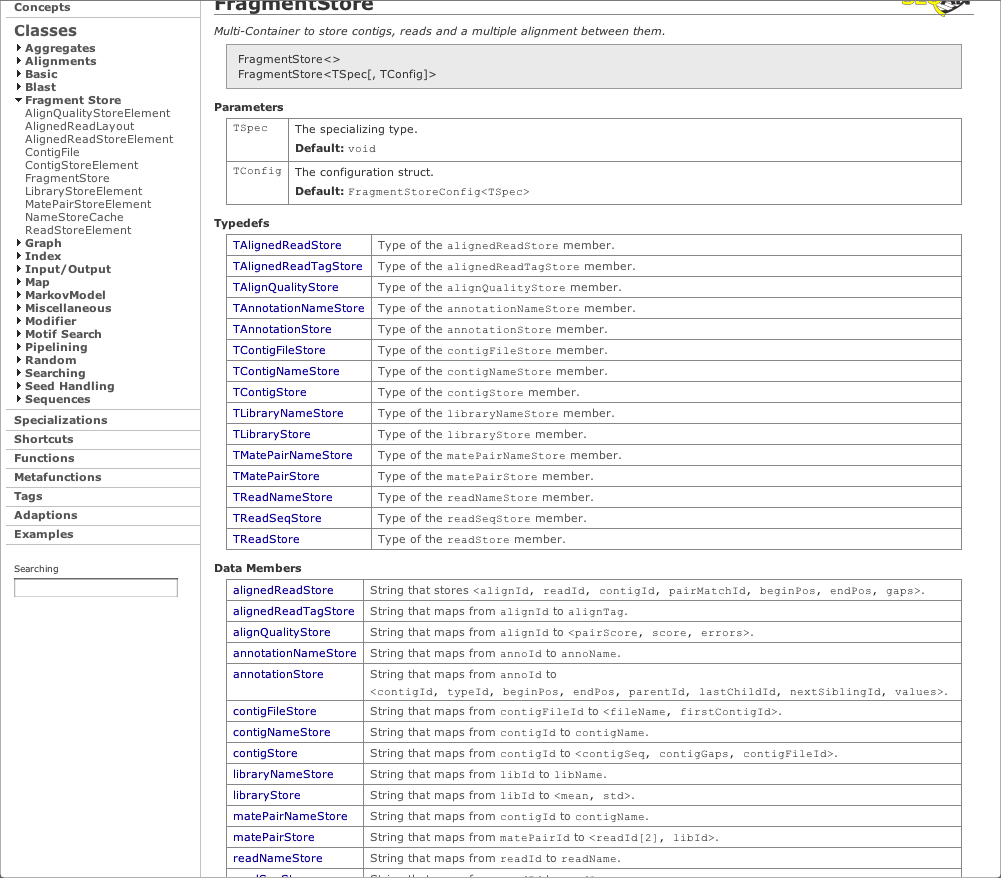 Concepts
Classes
Aggregates
Alignments
Basic
Blast
Fragment Store
AlignQualityStoreElement
AlignedReadLayout
AlignedReadStoreElement
ContigFile
ContigStoreElement
FragmentStore
LibraryStoreElement
MatePairStoreElement
NameStoreCache
ReadStoreElement
Graph
Index
Input/Output
Map
MarkovModel
Miscellaneous
Modifier
Motif Search
Pipelining
Random
Searching
Seed Handling
Sequences
Specializations
Shortcuts
Functions
Metafunctions
Tags
Adaptions
Examples
Searching
FragmentStore
Multi-Container to store contigs, reads and a multiple alignment between them.
FragmentStore<>
FragmentStore<TSpec[, TConfig]>
Parameters
TSpec The specializing type.
Default: void
TConfig The configuration struct.
Default: FragmentStoreConfig<TSpec>
Typedefs
TAlignedReadStore Type of the alignedReadStore member.
TAlignedReadTagStore Type of the alignedReadTagStore member.
TAlignQualityStore Type of the alignQualityStore member.
TAnnotationNameStore Type of the annotationNameStore member.
TAnnotationStore Type of the annotationStore member.
TContigFileStore Type of the contigFileStore member.
TContigNameStore Type of the contigNameStore member.
TContigStore Type of the contigStore member.
TLibraryNameStore Type of the libraryNameStore member.
TLibraryStore Type of the libraryStore member.
TMatePairNameStore Type of the matePairNameStore member.
TMatePairStore Type of the matePairStore member.
TReadNameStore Type of the readNameStore member.
TReadSeqStore Type of the readSeqStore member.
TReadStore Type of the readStore member.
Data Members
alignedReadStore String that stores <alignId, readId, contigId, pairMatchId, beginPos, endPos, gaps>.
alignedReadTagStore String that maps from alignId to alignTag.
alignQualityStore String that maps from alignId to <pairScore, score, errors>.
annotationNameStore String that maps from annoId to annoName.
annotationStore String that maps from annoId to
<contigId, typeId, beginPos, endPos, parentId, lastChildId, nextSiblingId, values>.
contigFileStore String that maps from contigFileId to <fileName, firstContigId>.
contigNameStore String that maps from contigId to contigName.
contigStore String that maps from contigId to <contigSeq, contigGaps, contigFileId>.
libraryNameStore String that maps from libId to libName.
libraryStore String that maps from libId to <mean, std>.
matePairNameStore String that maps from contigId to contigName.
matePairStore String that maps from matePairId to <readId[2], libId>.
readNameStore String that maps from readId to readName.